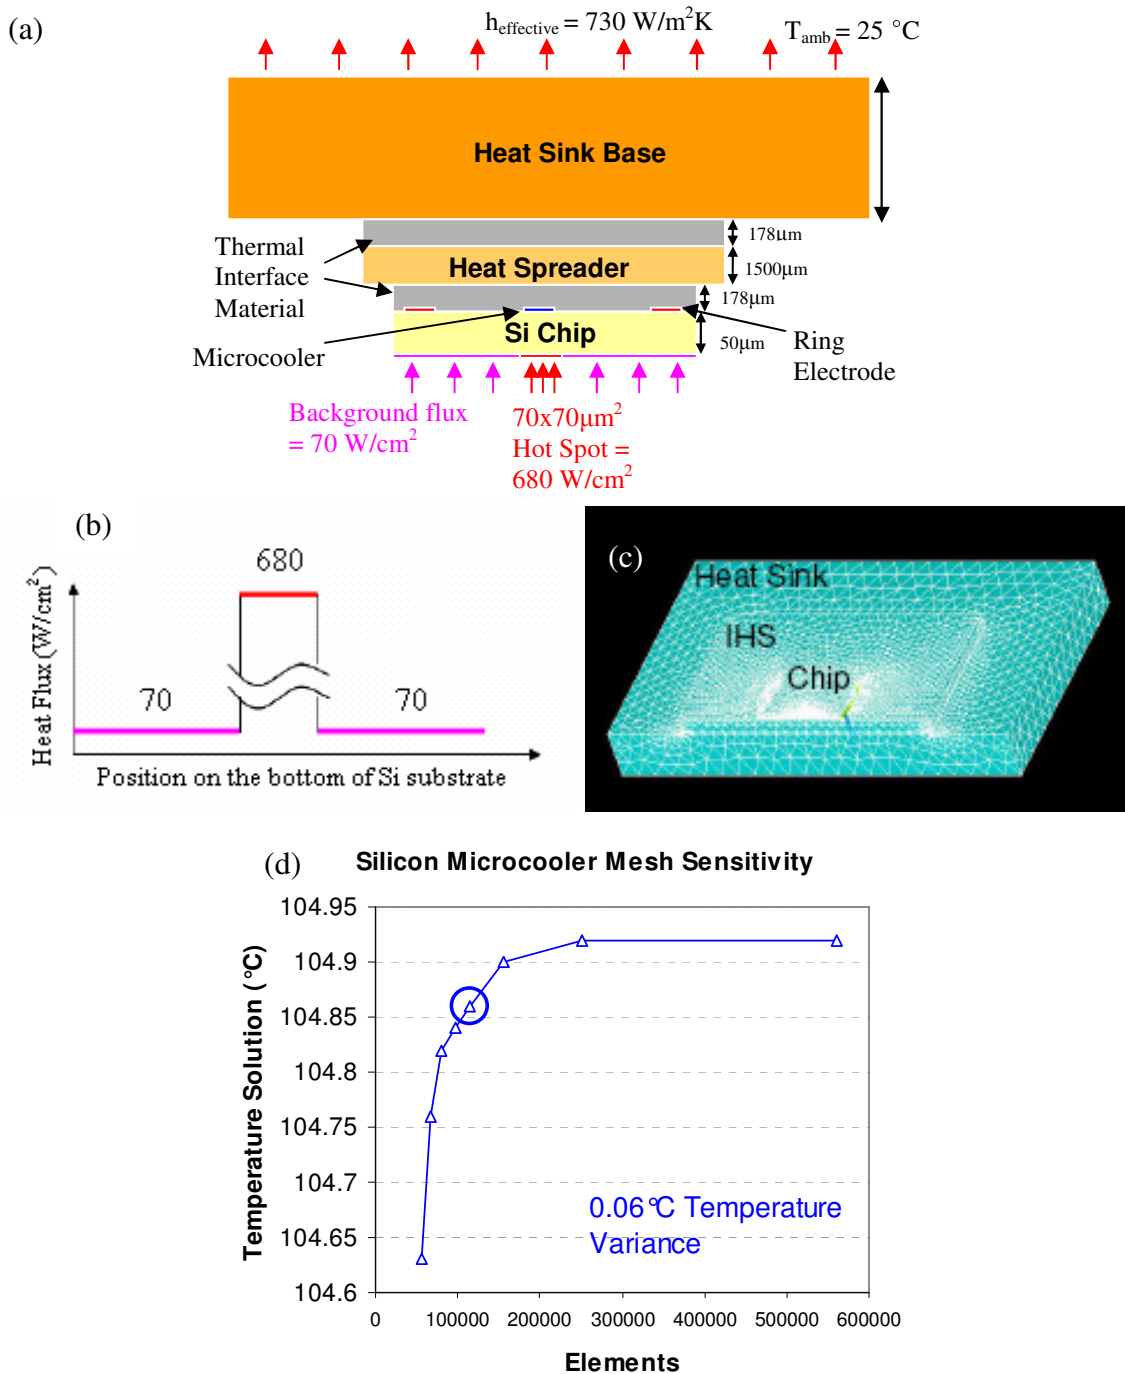 (a)
h_effective = 730 W/m²K
T_amb = 25 °C
Heat Sink Base
178µm
Thermal
Interface
Material
Heat Spreader
1500µm
178µm
Si Chip
50µm
Microcooler
Ring
Electrode
Background flux
= 70 W/cm²
70x70µm²
Hot Spot =
680 W/cm²
(b)
680
70
70
Heat Flux (W/cm²)
Position on the bottom of Si substrate
(c)
Heat Sink
IHS
Chip
(d)
Silicon Microcooler Mesh Sensitivity
Temperature Solution (°C)
104.95
104.9
104.85
104.8
104.75
104.7
104.65
104.6
0.06°C Temperature
Variance
0 100000 200000 300000 400000 500000 600000
Elements